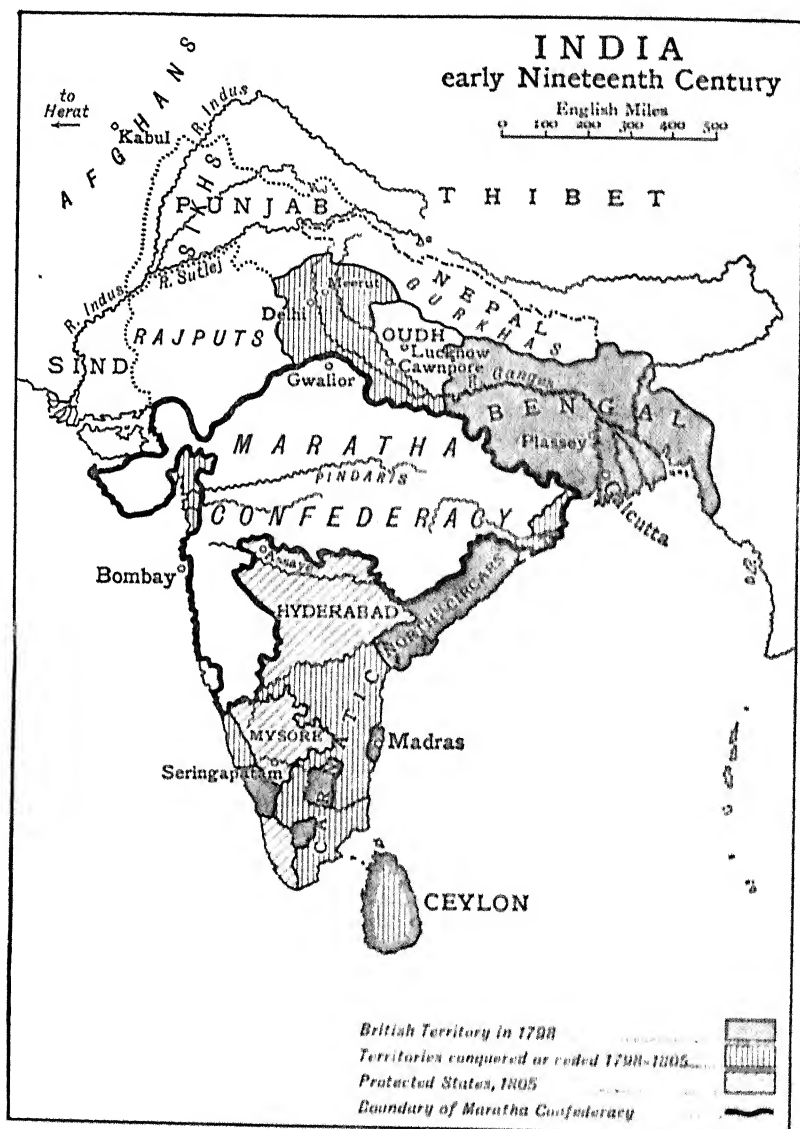 INDIA
early Nineteenth Century
English Miles
0 100 200 300 400 500
to
Herat
AFGHANS
Kabul
R. Indus
SIKHS
PUNJAB
THIBET
R. Sutlej
R. Indus
NEPAL
GURKHAS
Meerut
Delhi
RAJPUTS
OUDH
Lucknow
Cawnpore
SIND
Gwalior
R. Ganges
BENGAL
Plassey
MARATHA
PINDARIS
CONFEDERACY
Calcutta
Assaye
Bombay
HYDERABAD
NORTHN CIRCARS
CARNATIC
MYSORE
Madras
Seringapatam
CEYLON
British Territory in 1798
Territories conquered or ceded 1798-1805
Protected States, 1805
Boundary of Maratha Confederacy